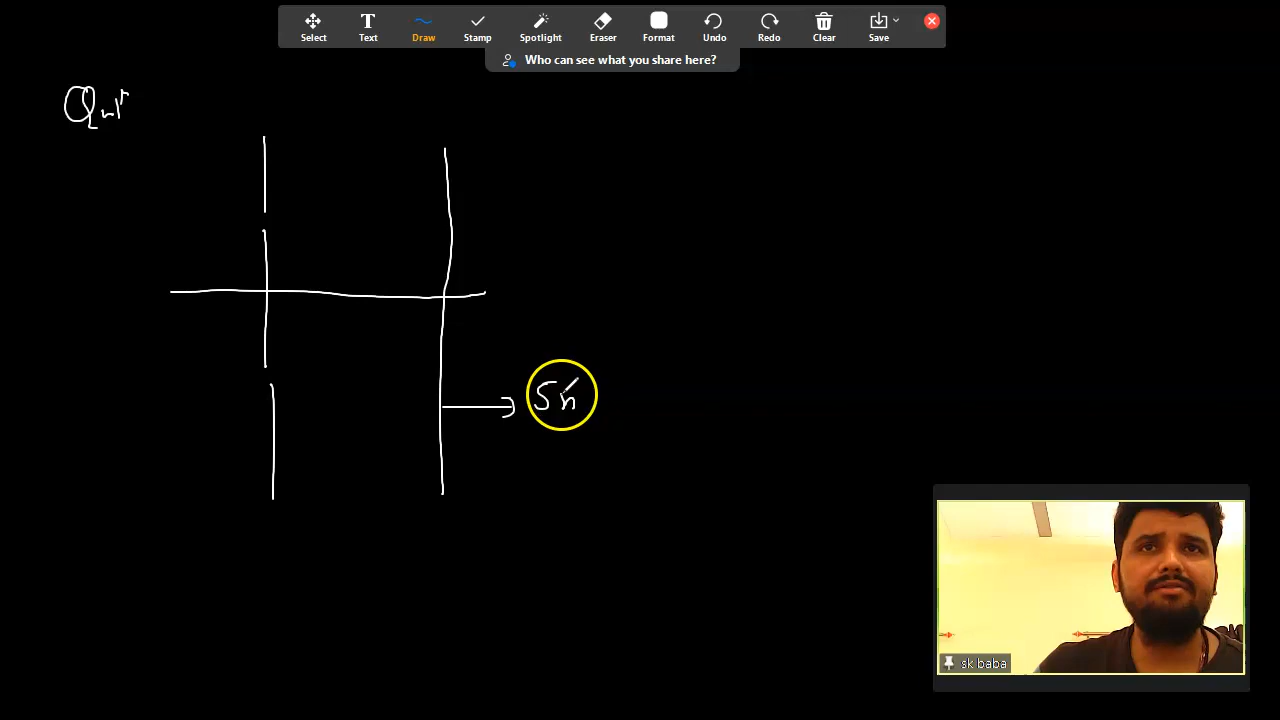 Select Text Draw Stamp Spotlight Eraser Format Undo Redo Clear Save
Who can see what you share here?
sk baba